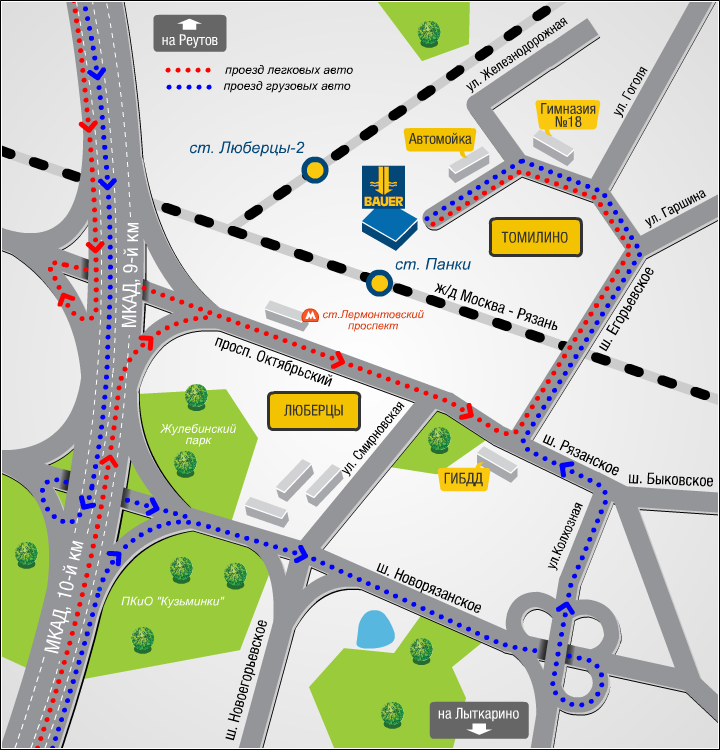 на Реутов
проезд легковых авто
проезд грузовых авто
ул. Железнодорожная
ул. Гоголя
Гимназия
№18
Автомойка
ст. Люберцы-2
BAUER
ул. Гаршина
ТОМИЛИНО
МКАД, 9-й км
ст. Панки
ж/д Москва - Рязань
ш. Егорьевское
ст.Лермонтовский
проспект
просп. Октябрьский
ЛЮБЕРЦЫ
Жулебинский
парк
ул. Смирновская
ГИБДД
ш. Рязанское
ш. Быковское
ул.Колхозная
МКАД, 10-й км
ш. Новорязанское
ПКиО "Кузьминки"
ш. Новоегорьевское
на Лыткарино